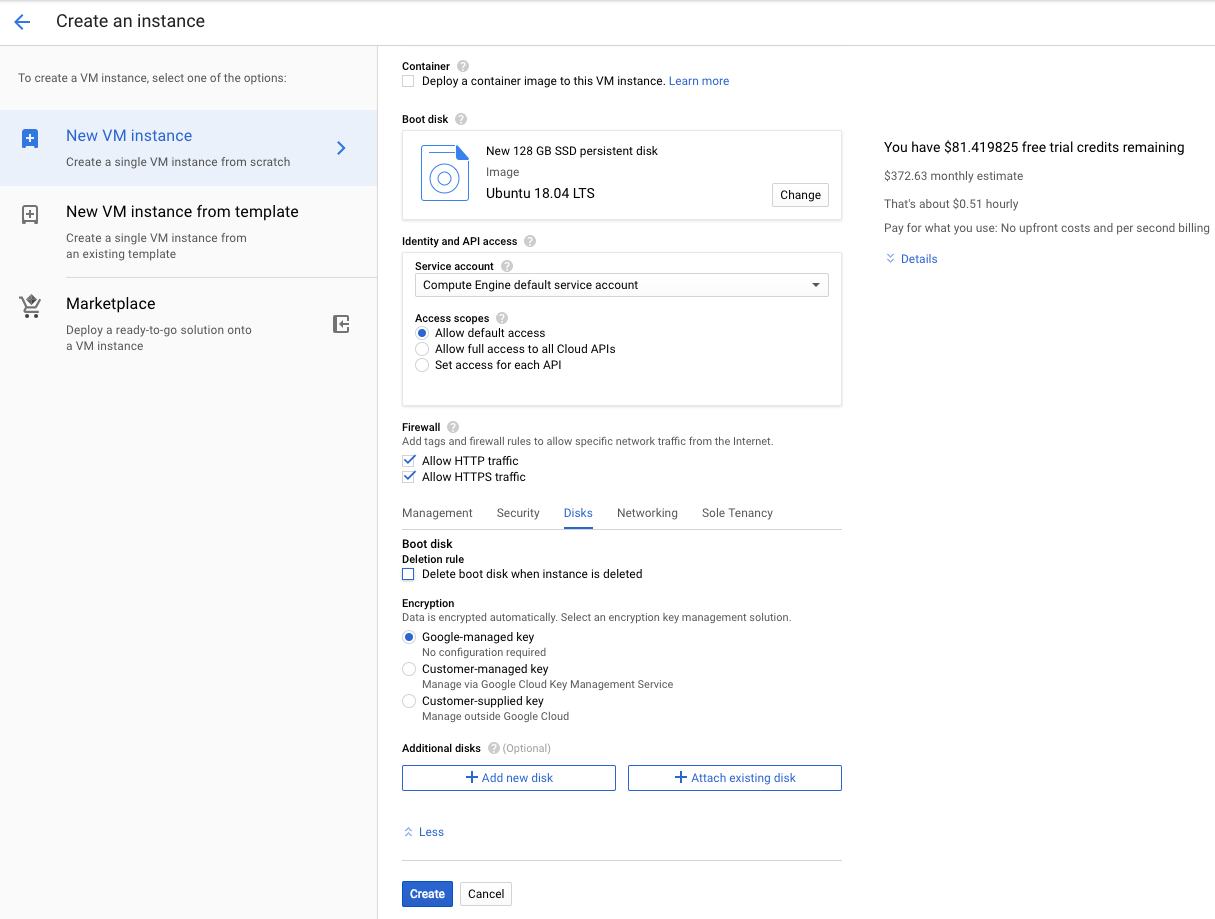 Create an instance
To create a VM instance, select one of the options:
New VM instance
Create a single VM instance from scratch
New VM instance from template
Create a single VM instance from
an existing template
Marketplace
Deploy a ready-to-go solution onto
a VM instance
Container ?
Deploy a container image to this VM instance. Learn more
Boot disk ?
New 128 GB SSD persistent disk
Image
Ubuntu 18.04 LTS
Change
Identity and API access ?
Service account ?
Compute Engine default service account
Access scopes ?
Allow default access
Allow full access to all Cloud APIs
Set access for each API
Firewall ?
Add tags and firewall rules to allow specific network traffic from the Internet.
Allow HTTP traffic
Allow HTTPS traffic
Management Security Disks Networking Sole Tenancy
Boot disk
Deletion rule
Delete boot disk when instance is deleted
Encryption
Data is encrypted automatically. Select an encryption key management solution.
Google-managed key
No configuration required
Customer-managed key
Manage via Google Cloud Key Management Service
Customer-supplied key
Manage outside Google Cloud
Additional disks ? (Optional)
Add new disk Attach existing disk
Less
Create Cancel
You have $81.419825 free trial credits remaining
$372.63 monthly estimate
That's about $0.51 hourly
Pay for what you use: No upfront costs and per second billing
Details